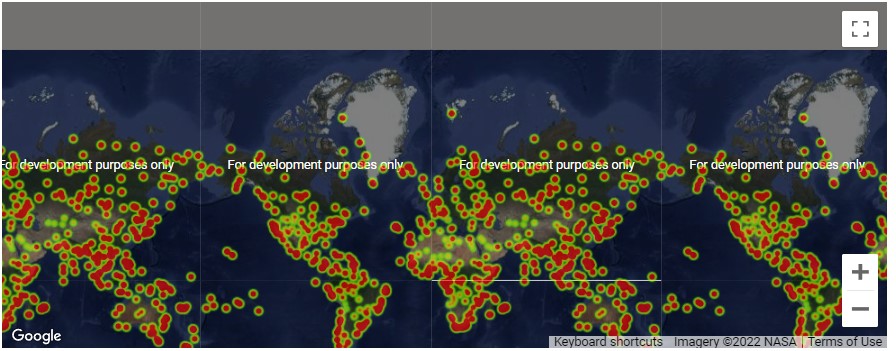 For development purposes only
For development purposes only
For development purposes only
For development purposes only
Google
Keyboard shortcuts
Imagery ©2022 NASA
Terms of Use